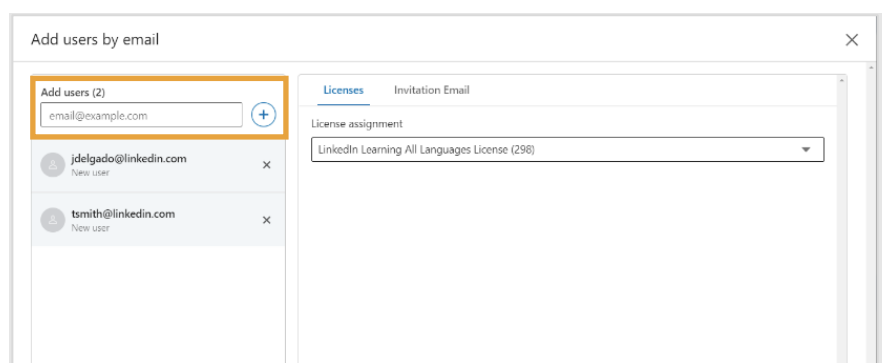 Add users by email
Add users (2)
email@example.com
jdelgado@linkedin.com
New user
tsmith@linkedin.com
New user
Licenses Invitation Email
License assignment
LinkedIn Learning All Languages License (298)